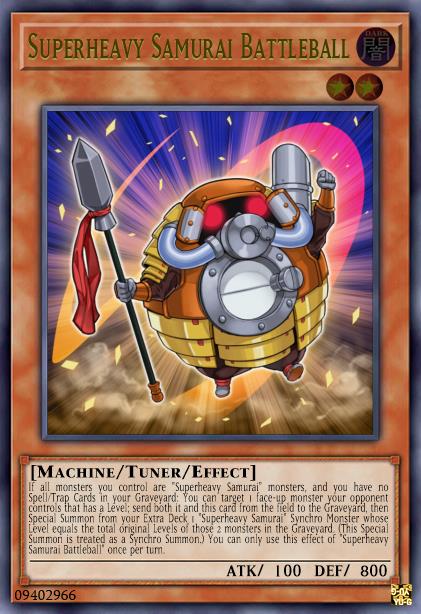 Superheavy Samurai Battleball
DARK
闇
[Machine/Tuner/Effect]
If all monsters you control are "Superheavy Samurai" monsters, and you have no
Spell/Trap Cards in your Graveyard: You can target 1 face-up monster your opponent
controls that has a Level; send both it and this card from the field to the Graveyard, then
Special Summon from your Extra Deck 1 "Superheavy Samurai" Synchro Monster whose
Level equals the total original Levels of those 2 monsters in the Graveyard. (This Special
Summon is treated as a Synchro Summon.) You can only use this effect of "Superheavy
Samurai Battleball" once per turn.
ATK/ 100 DEF/ 800
09402966